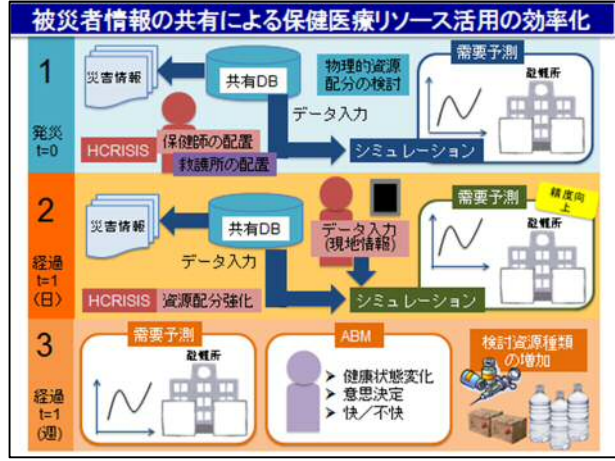 被災者情報の共有による保健医療リソース活用の効率化
1
発災
t=0
災害情報
共有DB
物理的資源
配分の検討
需要予測
避難所
データ入力
HCRISIS
保健師の配置
救護所の配置
シミュレーション
2
経過
t=1
(日)
災害情報
共有DB
データ入力
(現地情報)
需要予測
精度向
上
避難所
データ入力
HCRISIS
資源配分強化
シミュレーション
3
経過
t=1
(週)
需要予測
避難所
ABM
➤ 健康状態変化
➤ 意思決定
➤ 快/不快
検討資源種類
の増加